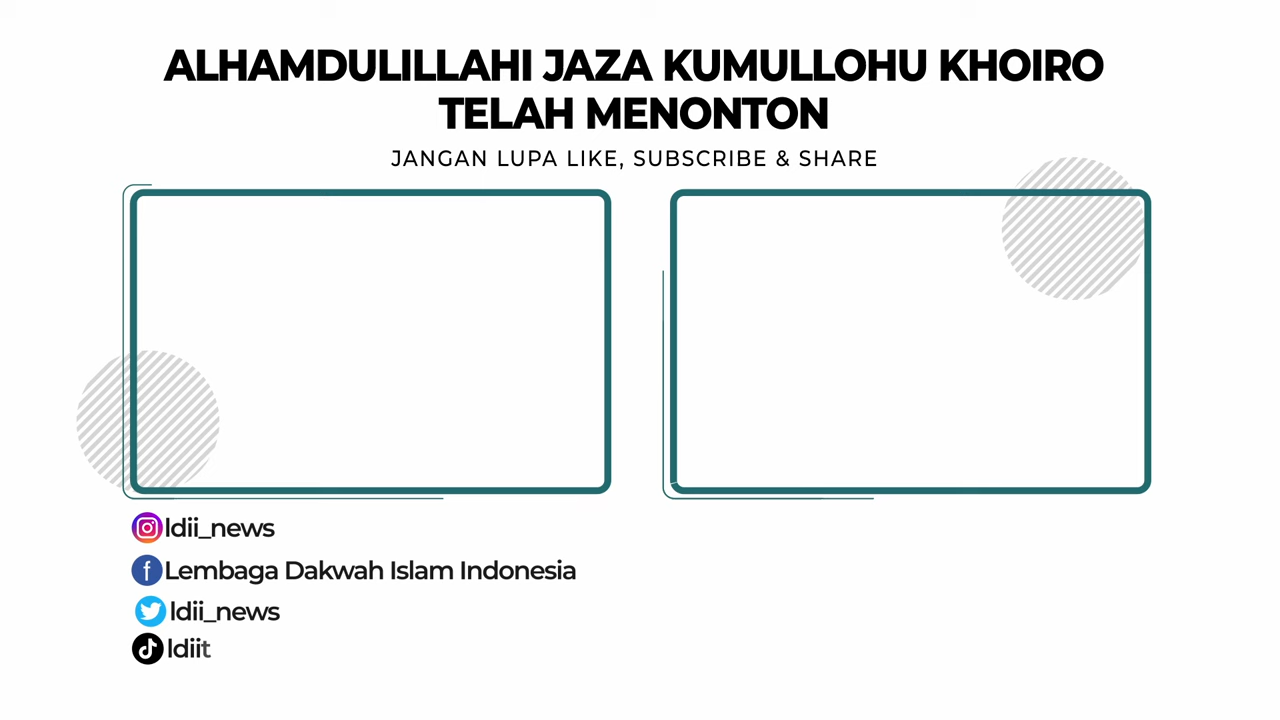 ALHAMDULILLAHI JAZA KUMULLOHU KHOIRO
TELAH MENONTON
JANGAN LUPA LIKE, SUBSCRIBE & SHARE
ldii_news
Lembaga Dakwah Islam Indonesia
ldii_news
ldiit